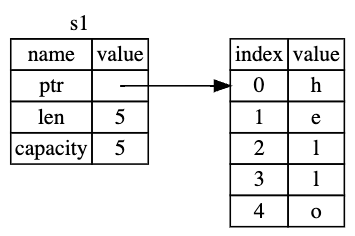 s1
name value
ptr
len 5
capacity 5
index value
0 h
1 e
2 l
3 l
4 o